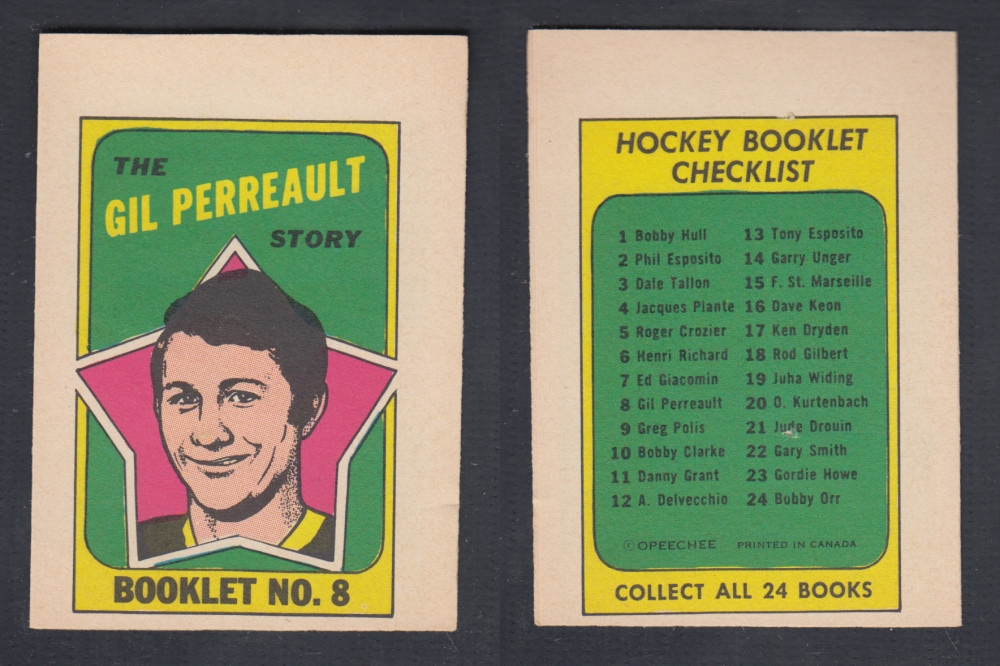 THE
GIL PERREAULT
STORY
BOOKLET NO. 8
HOCKEY BOOKLET
CHECKLIST
1 Bobby Hull
2 Phil Esposito
3 Dale Tallon
4 Jacques Plante
5 Roger Crozier
6 Henri Richard
7 Ed Giacomin
8 Gil Perreault
9 Greg Polis
10 Bobby Clarke
11 Danny Grant
12 A. Delvecchio
13 Tony Esposito
14 Garry Unger
15 F. St. Marseille
16 Dave Keon
17 Ken Dryden
18 Rod Gilbert
19 Juha Widing
20 O. Kurtenbach
21 Jude Drouin
22 Gary Smith
23 Gordie Howe
24 Bobby Orr
©OPEECHEE PRINTED IN CANADA
COLLECT ALL 24 BOOKS